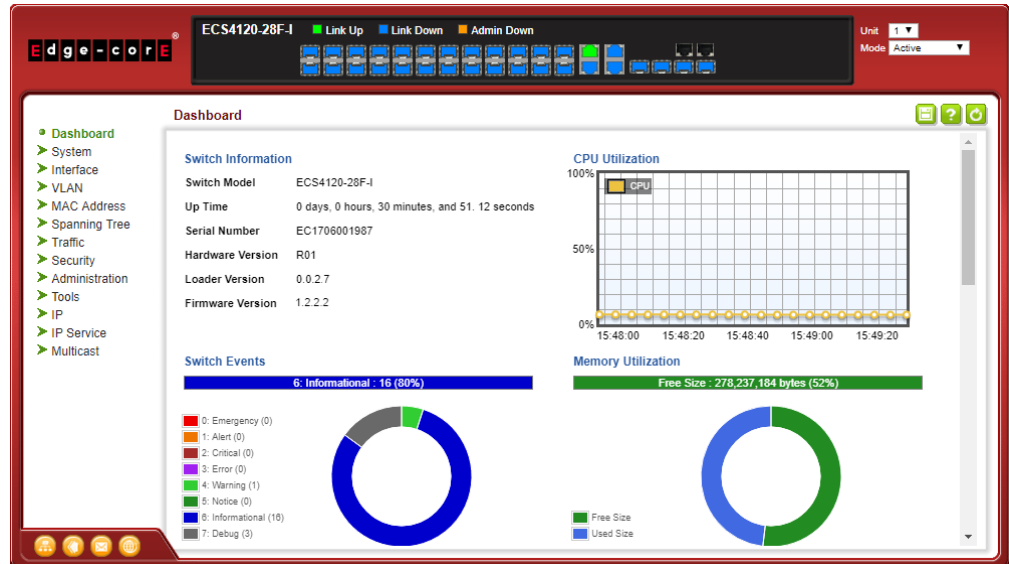 Edge-corE®
ECS4120-28F-I
Link Up Link Down Admin Down
Unit 1
Mode Active
Dashboard
System
Interface
VLAN
MAC Address
Spanning Tree
Traffic
Security
Administration
Tools
IP
IP Service
Multicast
Dashboard
?
Switch Information
Switch Model ECS4120-28F-I
Up Time 0 days, 0 hours, 30 minutes, and 51. 12 seconds
Serial Number EC1706001987
Hardware Version R01
Loader Version 0.0.2.7
Firmware Version 1.2.2.2
CPU Utilization
100%
CPU
50%
0%
15:48:00 15:48:20 15:48:40 15:49:00 15:49:20
Switch Events
6: Informational : 16 (80%)
0: Emergency (0)
1: Alert (0)
2: Critical (0)
3: Error (0)
4: Warning (1)
5: Notice (0)
6: Informational (16)
7: Debug (3)
Memory Utilization
Free Size : 278,237,184 bytes (52%)
Free Size
Used Size